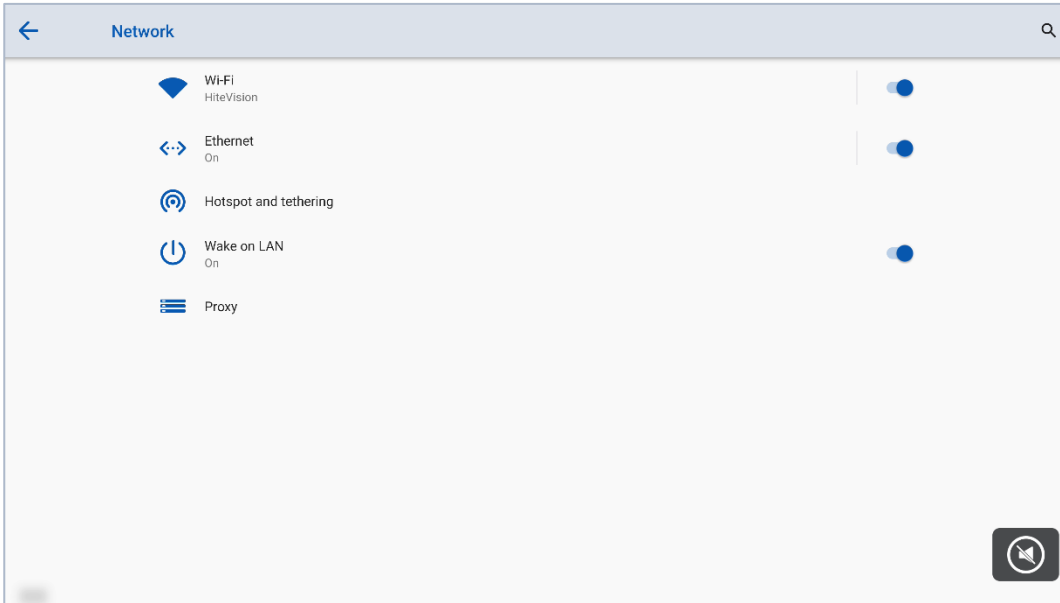 Network
Wi-Fi
HiteVision
Ethernet
On
Hotspot and tethering
Wake on LAN
On
Proxy